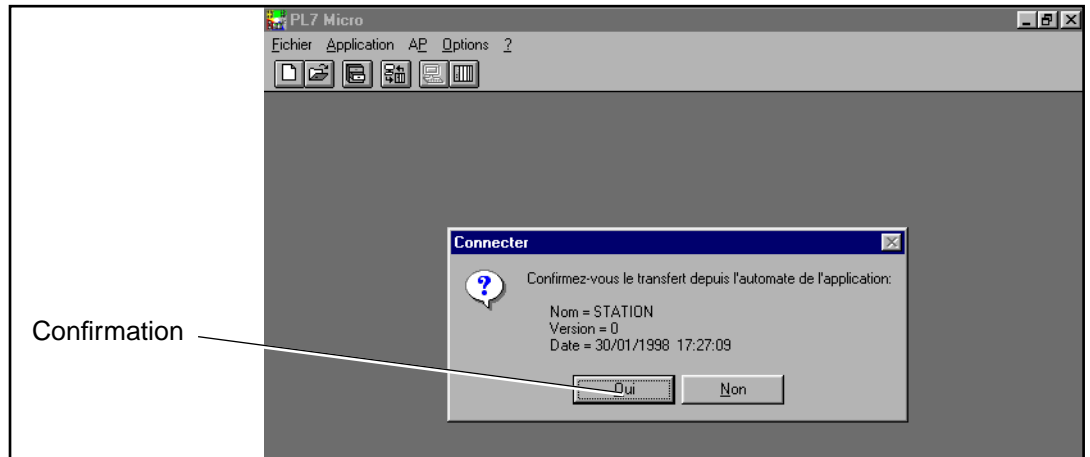 PL7 Micro
Fichier Application AP Options ?
Connecter
Confirmez-vous le transfert depuis l'automate de l'application:
Nom = STATION
Version = 0
Date = 30/01/1998 17:27:09
Confirmation
Oui Non